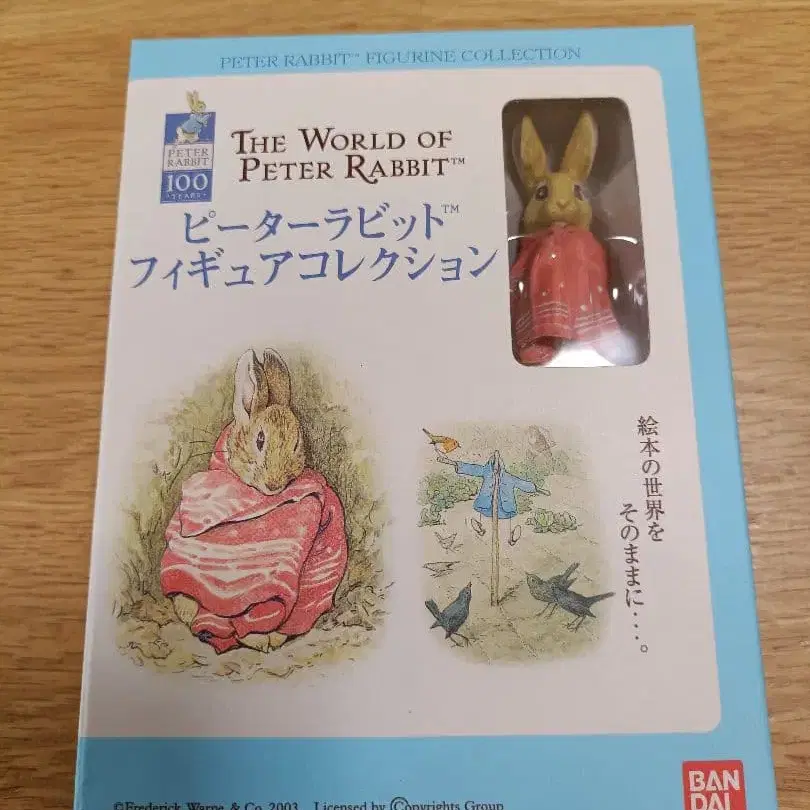 PETER RABBIT™ FIGURINE COLLECTION
PETER
RABBIT
100
·YEARS·
THE WORLD OF
PETER RABBIT™
ピーターラビット™
フィギュアコレクション
絵本の世界を
そのままに・・・。
©Frederick Warne & Co. 2003 Licensed by ©opyrights Group
BAN
DAI